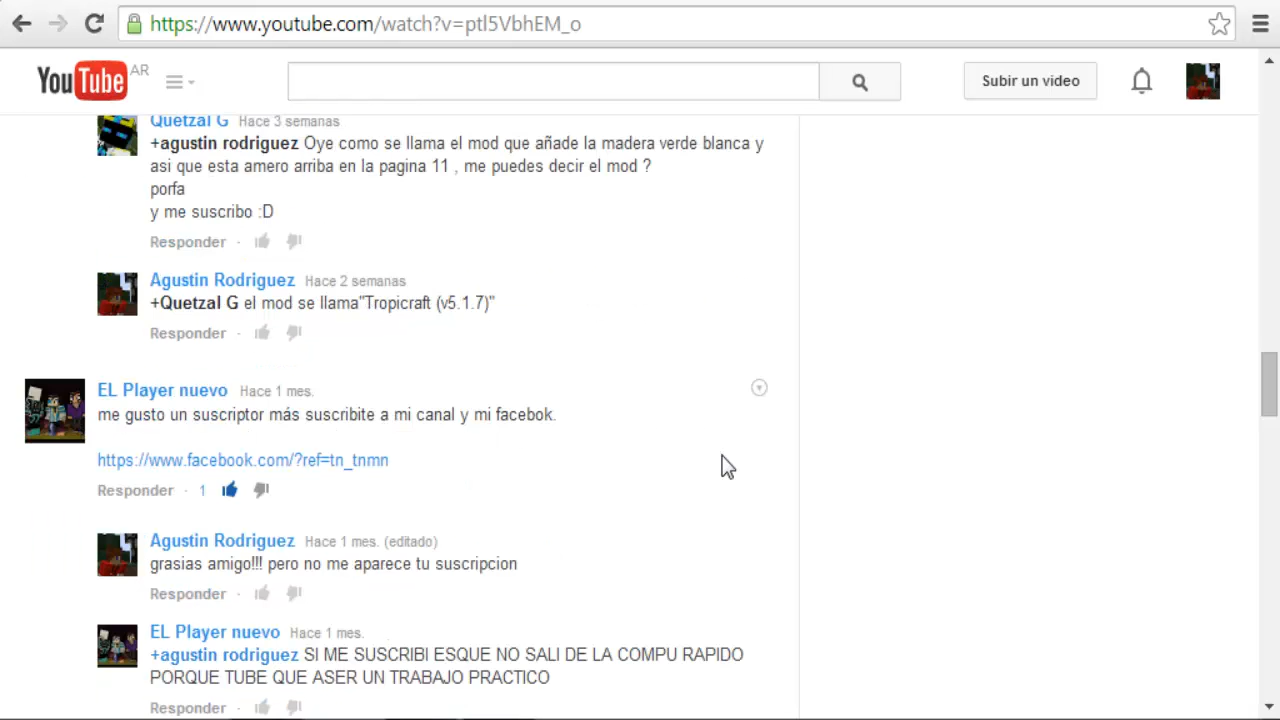 https://www.youtube.com/watch?v=ptl5VbhEM_o
YouTube AR
Subir un video
Quetzal G Hace 3 semanas
+agustin rodriguez Oye como se llama el mod que añade la madera verde blanca y
asi que esta amero arriba en la pagina 11 , me puedes decir el mod ?
porfa
y me suscribo :D
Responder ·
Agustin Rodriguez Hace 2 semanas
+Quetzal G el mod se llama"Tropicraft (v5.1.7)"
Responder ·
EL Player nuevo Hace 1 mes.
me gusto un suscriptor más suscribite a mi canal y mi facebok.
https://www.facebook.com/?ref=tn_tnmn
Responder · 1
Agustin Rodriguez Hace 1 mes. (editado)
grasias amigo!!! pero no me aparece tu suscripcion
Responder ·
EL Player nuevo Hace 1 mes.
+agustin rodriguez SI ME SUSCRIBI ESQUE NO SALI DE LA COMPU RAPIDO
PORQUE TUBE QUE ASER UN TRABAJO PRACTICO
Responder ·